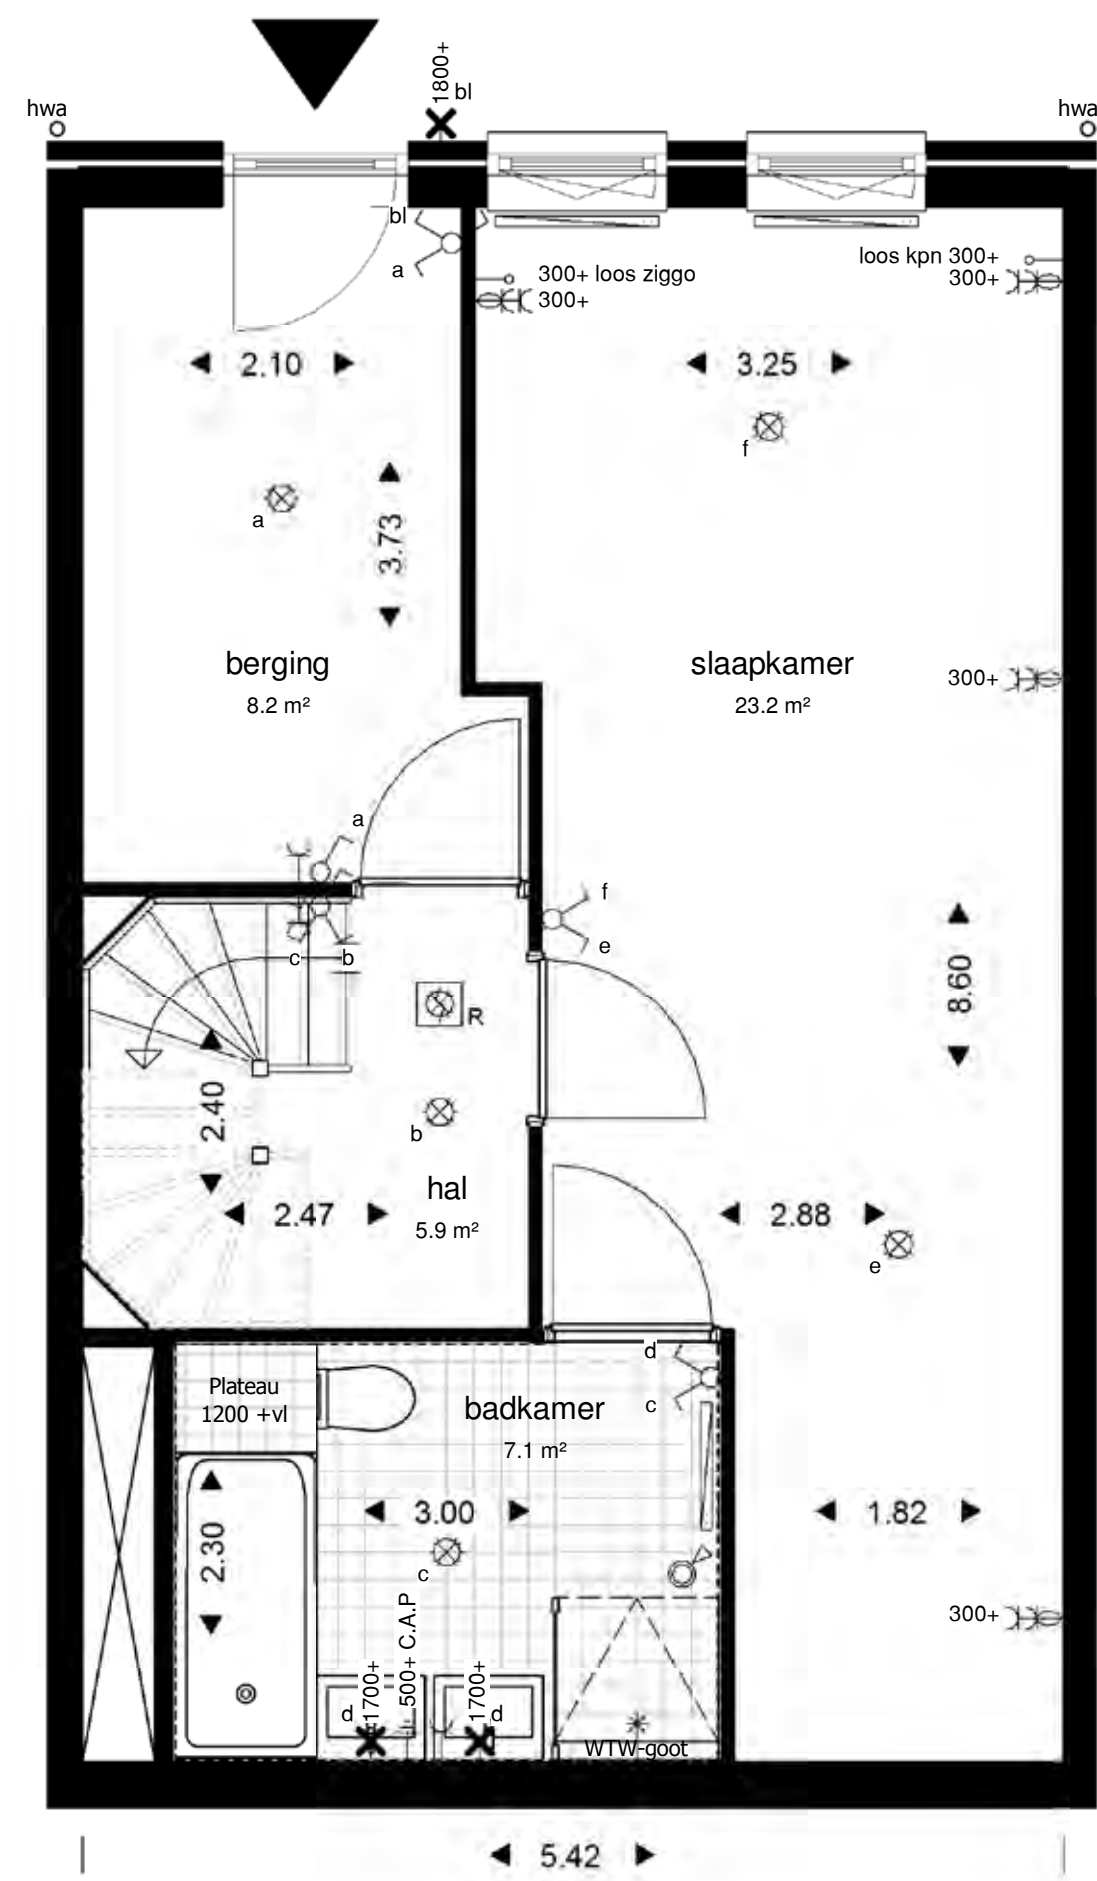 1800+
bl
hwa
hwa
bl
a
300+ loos ziggo
300+
loos kpn 300+
300+
2.10
3.25
f
a
3.73
berging
8.2 m²
slaapkamer
23.2 m²
300+
a
f
e
c
b
R
8.60
2.40
b
hal
5.9 m²
2.47
2.88
e
d
c
Plateau
1200 +vl
badkamer
7.1 m²
3.00
1.82
2.30
c
300+
d
1700+
500+ C.A.P
1700+
d
WTW-goot
5.42